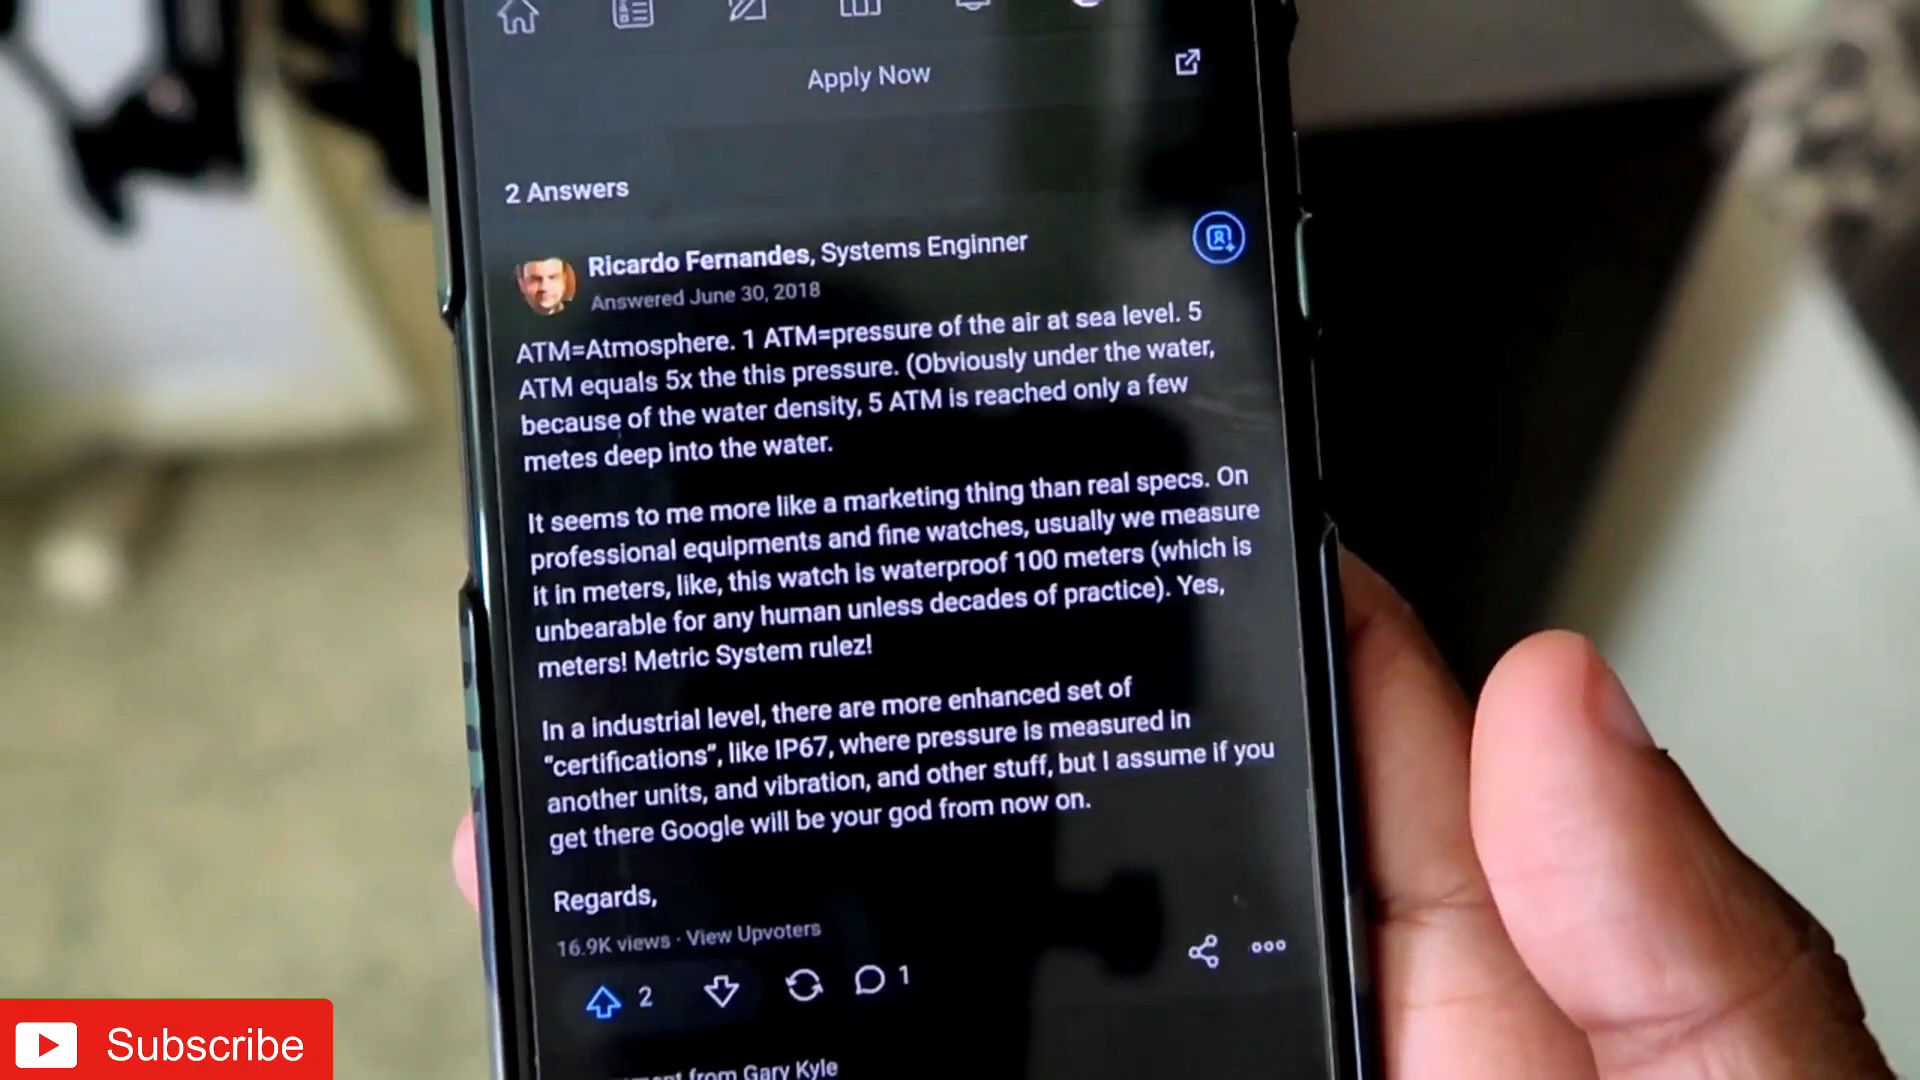 Apply Now
2 Answers
Ricardo Fernandes, Systems Enginner
Answered June 30, 2018
ATM=Atmosphere. 1 ATM=pressure of the air at sea level. 5
ATM equals 5x the this pressure. (Obviously under the water,
because of the water density, 5 ATM is reached only a few
metes deep into the water.
It seems to me more like a marketing thing than real specs. On
professional equipments and fine watches, usually we measure
it in meters, like, this watch is waterproof 100 meters (which is
unbearable for any human unless decades of practice). Yes,
meters! Metric System rulez!
In a industrial level, there are more enhanced set of
“certifications”, like IP67, where pressure is measured in
another units, and vibration, and other stuff, but I assume if you
get there Google will be your god from now on.
Regards,
16.9K views · View Upvoters
2 1
from Gary Kyle
Subscribe